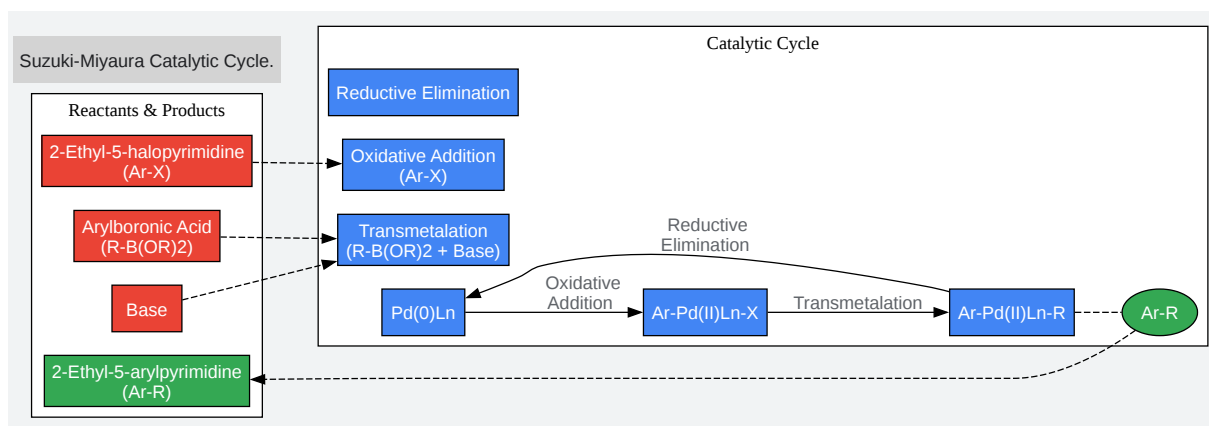 Suzuki-Miyaura Catalytic Cycle.
Reactants & Products
2-Ethyl-5-halopyrimidine
(Ar-X)
Arylboronic Acid
(R-B(OR)2)
Base
2-Ethyl-5-arylpyrimidine
(Ar-R)
Catalytic Cycle
Reductive Elimination
Oxidative Addition
(Ar-X)
Transmetalation
(R-B(OR)2 + Base)
Reductive
Elimination
Pd(0)Ln
Oxidative
Addition
Ar-Pd(II)Ln-X
Transmetalation
Ar-Pd(II)Ln-R
Ar-R